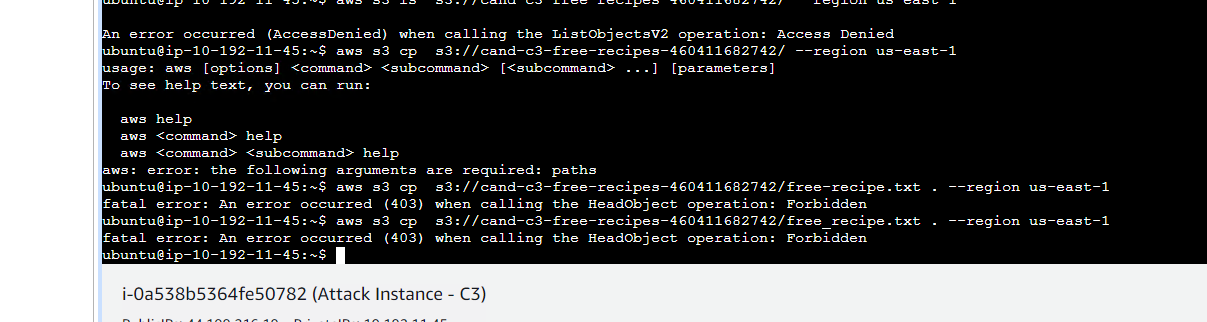 ubuntu@ip-10-192-11-45:~$ aws s3 ls s3://cand-c3-free-recipes-460411682742/ --region us-east-1
An error occurred (AccessDenied) when calling the ListObjectsV2 operation: Access Denied
ubuntu@ip-10-192-11-45:~$ aws s3 cp  s3://cand-c3-free-recipes-460411682742/ --region us-east-1
usage: aws [options] <command> <subcommand> [<subcommand> ...] [parameters]
To see help text, you can run:
  aws help
  aws <command> help
  aws <command> <subcommand> help
aws: error: the following arguments are required: paths
ubuntu@ip-10-192-11-45:~$ aws s3 cp  s3://cand-c3-free-recipes-460411682742/free-recipe.txt . --region us-east-1
fatal error: An error occurred (403) when calling the HeadObject operation: Forbidden
ubuntu@ip-10-192-11-45:~$ aws s3 cp  s3://cand-c3-free-recipes-460411682742/free_recipe.txt . --region us-east-1
fatal error: An error occurred (403) when calling the HeadObject operation: Forbidden
ubuntu@ip-10-192-11-45:~$
i-0a538b5364fe50782 (Attack Instance - C3)